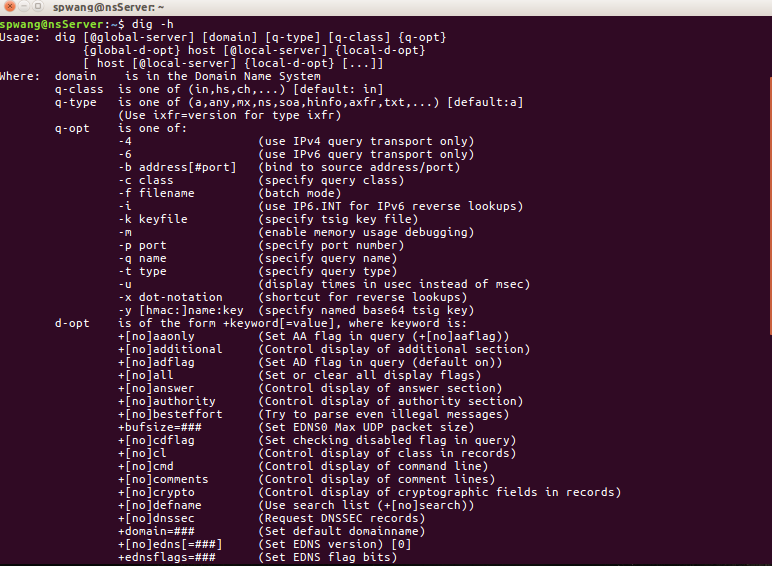 spwang@nsServer: ~
spwang@nsServer:~$ dig -h
Usage:  dig [@global-server] [domain] [q-type] [q-class] {q-opt}
            {global-d-opt} host [@local-server] {local-d-opt}
            [ host [@local-server] {local-d-opt} [...]]
Where:  domain    is in the Domain Name System
        q-class  is one of (in,hs,ch,...) [default: in]
        q-type   is one of (a,any,mx,ns,soa,hinfo,axfr,txt,...) [default:a]
                 (Use ixfr=version for type ixfr)
        q-opt    is one of:
                 -4                  (use IPv4 query transport only)
                 -6                  (use IPv6 query transport only)
                 -b address[#port]   (bind to source address/port)
                 -c class            (specify query class)
                 -f filename         (batch mode)
                 -i                  (use IP6.INT for IPv6 reverse lookups)
                 -k keyfile          (specify tsig key file)
                 -m                  (enable memory usage debugging)
                 -p port             (specify port number)
                 -q name             (specify query name)
                 -t type             (specify query type)
                 -u                  (display times in usec instead of msec)
                 -x dot-notation     (shortcut for reverse lookups)
                 -y [hmac:]name:key  (specify named base64 tsig key)
        d-opt    is of the form +keyword[=value], where keyword is:
                 +[no]aaonly         (Set AA flag in query (+[no]aaflag))
                 +[no]additional     (Control display of additional section)
                 +[no]adflag         (Set AD flag in query (default on))
                 +[no]all            (Set or clear all display flags)
                 +[no]answer         (Control display of answer section)
                 +[no]authority      (Control display of authority section)
                 +[no]besteffort     (Try to parse even illegal messages)
                 +bufsize=###        (Set EDNS0 Max UDP packet size)
                 +[no]cdflag         (Set checking disabled flag in query)
                 +[no]cl             (Control display of class in records)
                 +[no]cmd            (Control display of command line)
                 +[no]comments       (Control display of comment lines)
                 +[no]crypto         (Control display of cryptographic fields in records)
                 +[no]defname        (Use search list (+[no]search))
                 +[no]dnssec         (Request DNSSEC records)
                 +domain=###         (Set default domainname)
                 +[no]edns[=###]     (Set EDNS version) [0]
                 +ednsflags=###      (Set EDNS flag bits)